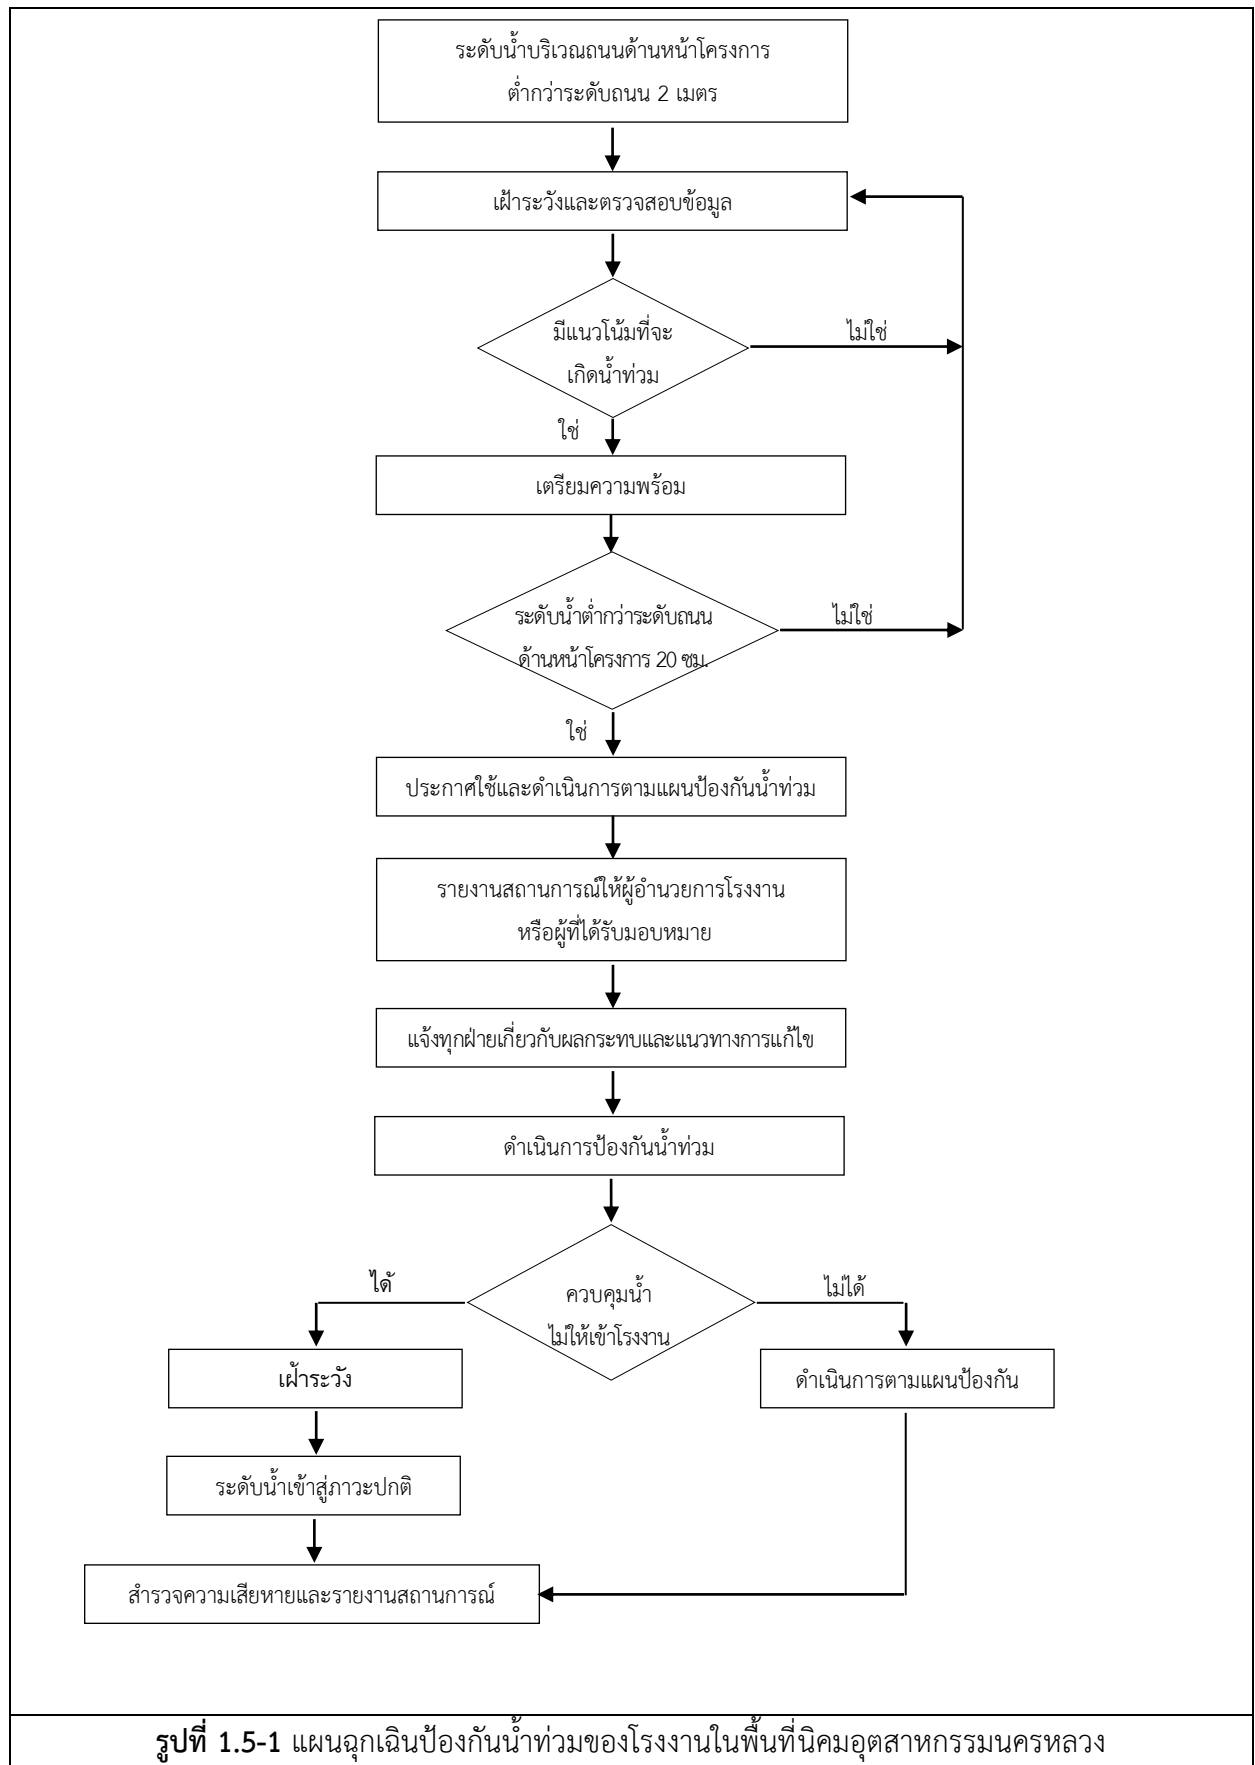 ระดับน้ำบริเวณถนนด้านหน้าโครงการ
ต่ำกว่าระดับถนน 2 เมตร
เฝ้าระวังและตรวจสอบข้อมูล
มีแนวโน้มที่จะ
เกิดน้ำท่วม
ไม่ใช่
ใช่
เตรียมความพร้อม
ระดับน้ำต่ำกว่าระดับถนน
ด้านหน้าโครงการ 20 ซม.
ไม่ใช่
ใช่
ประกาศใช้และดำเนินการตามแผนป้องกันน้ำท่วม
รายงานสถานการณ์ให้ผู้อำนวยการโรงงาน
หรือผู้ที่ได้รับมอบหมาย
แจ้งทุกฝ่ายเกี่ยวกับผลกระทบและแนวทางการแก้ไข
ดำเนินการป้องกันน้ำท่วม
ควบคุมน้ำ
ไม่ให้เข้าโรงงาน
ได้
ไม่ได้
เฝ้าระวัง
ดำเนินการตามแผนป้องกัน
ระดับน้ำเข้าสู่ภาวะปกติ
สำรวจความเสียหายและรายงานสถานการณ์
รูปที่ 1.5-1 แผนฉุกเฉินป้องกันน้ำท่วมของโรงงานในพื้นที่นิคมอุตสาหกรรมนครหลวง